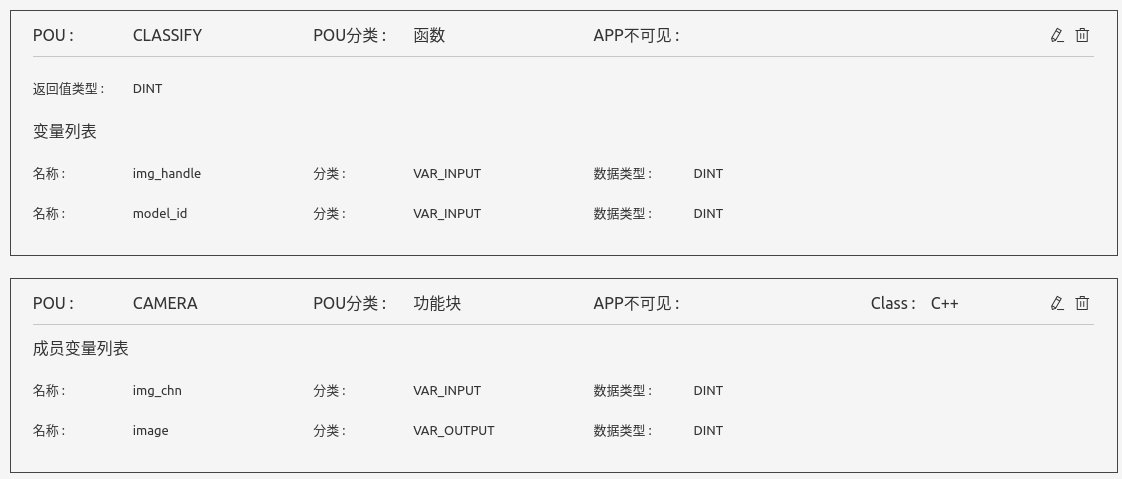 POU : CLASSIFY POU分类 : 函数 APP不可见 :
返回值类型 : DINT
变量列表
名称 : img_handle 分类 : VAR_INPUT 数据类型 : DINT
名称 : model_id 分类 : VAR_INPUT 数据类型 : DINT
POU : CAMERA POU分类 : 功能块 APP不可见 : Class : C++
成员变量列表
名称 : img_chn 分类 : VAR_INPUT 数据类型 : DINT
名称 : image 分类 : VAR_OUTPUT 数据类型 : DINT